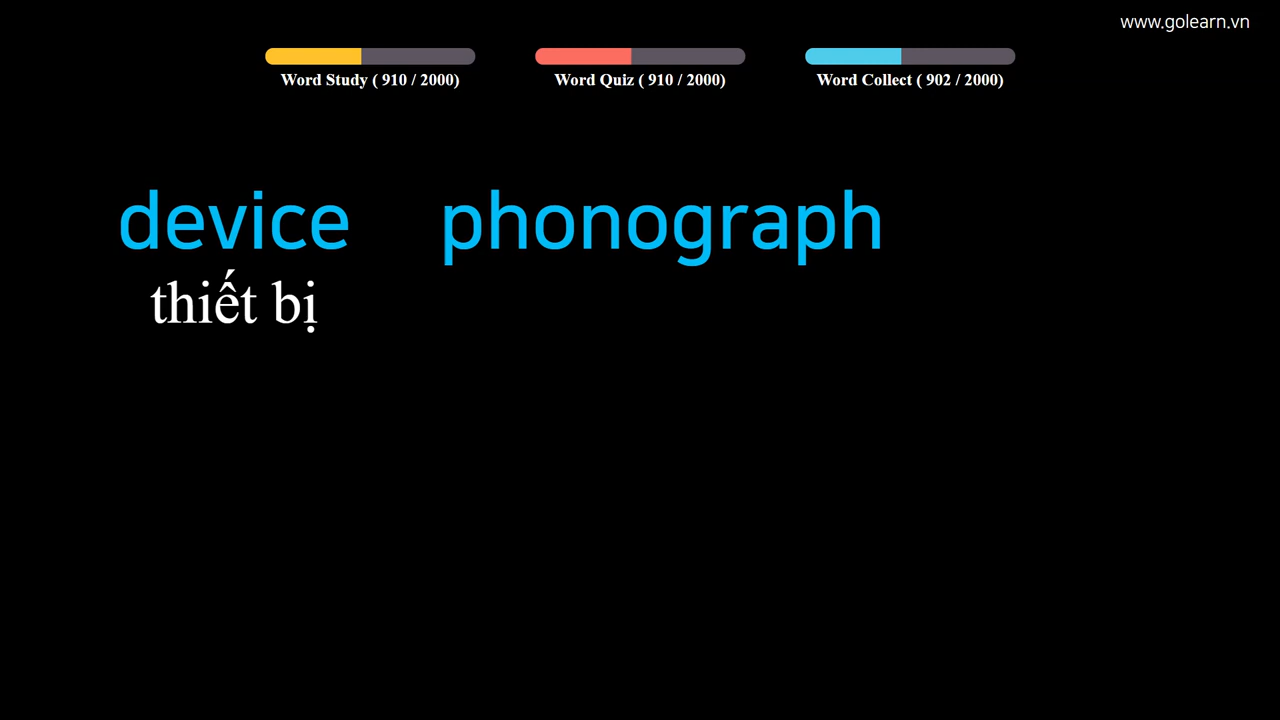 www.golearn.vn
Word Study ( 910 / 2000)
Word Quiz ( 910 / 2000)
Word Collect ( 902 / 2000)
device phonograph
thiết bị